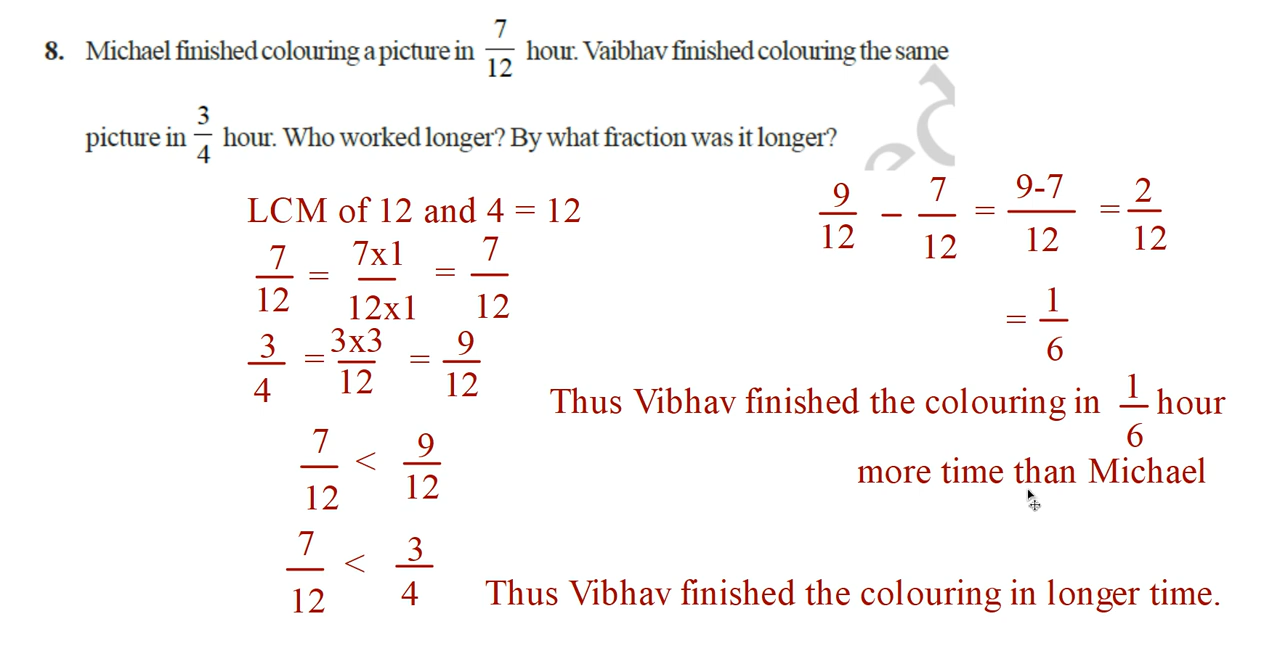 8. Michael finished colouring a picture in 7/12 hour. Vaibhav finished colouring the same
picture in 3/4 hour. Who worked longer? By what fraction was it longer?
LCM of 12 and 4 = 12
7/12 = 7x1/12x1 = 7/12
3/4 = 3x3/12 = 9/12
7/12 < 9/12
7/12 < 3/4
9/12 − 7/12 = 9-7/12 = 2/12
= 1/6
Thus Vibhav finished the colouring in 1/6 hour
more time than Michael
Thus Vibhav finished the colouring in longer time.